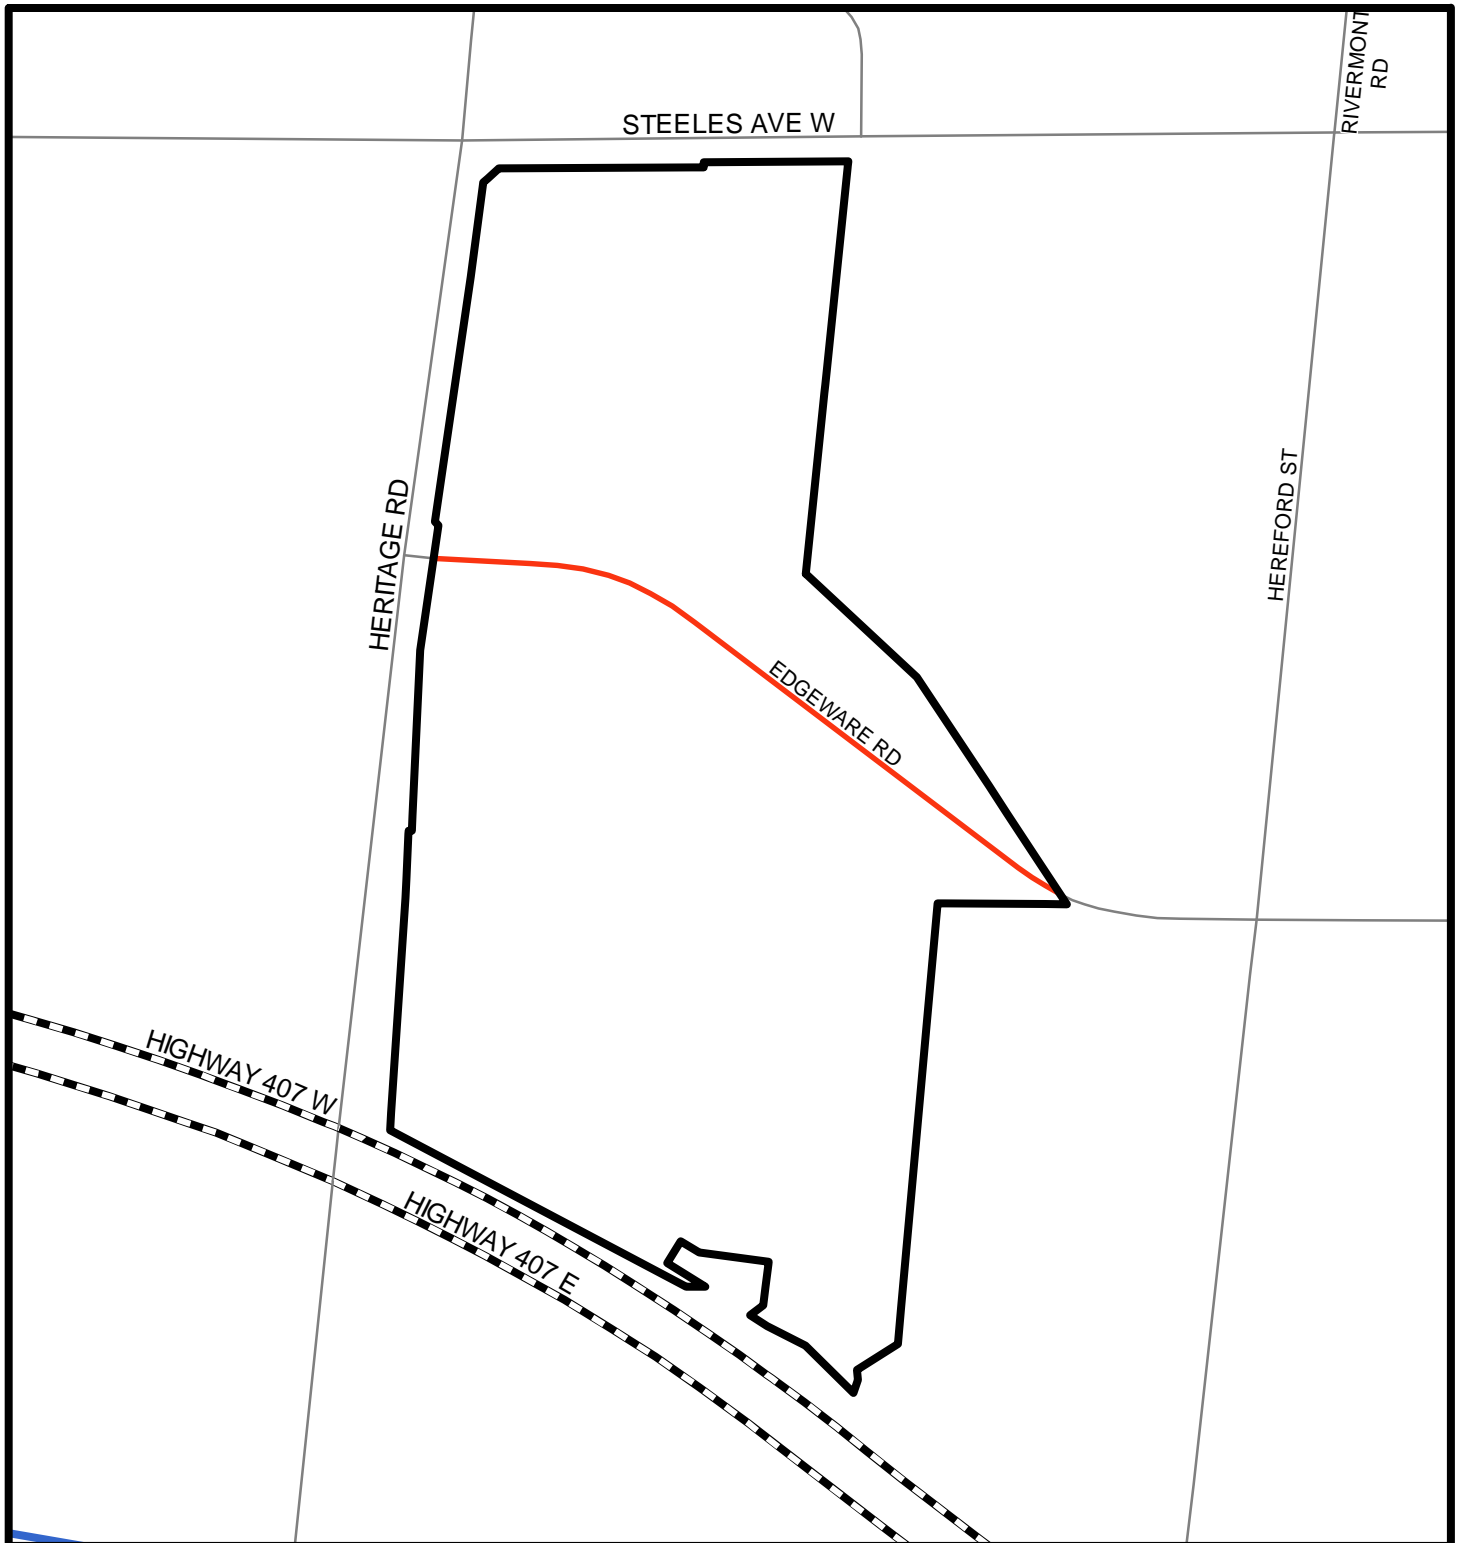 RIVERMONT
RD
STEELES AVE W
HERITAGE RD
HEREFORD ST
EDGEWARE RD
HIGHWAY 407 W
HIGHWAY 407 E